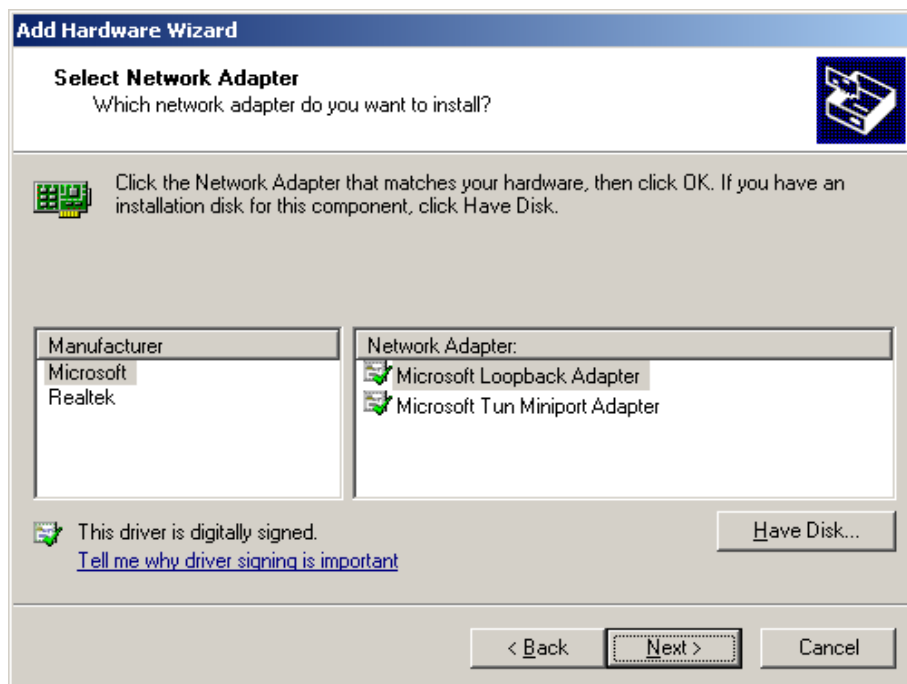 Add Hardware Wizard
Select Network Adapter
Which network adapter do you want to install?
Click the Network Adapter that matches your hardware, then click OK. If you have an
installation disk for this component, click Have Disk.
Manufacturer
Microsoft
Realtek
Network Adapter:
Microsoft Loopback Adapter
Microsoft Tun Miniport Adapter
This driver is digitally signed.
Tell me why driver signing is important
Have Disk...
< Back
Next >
Cancel